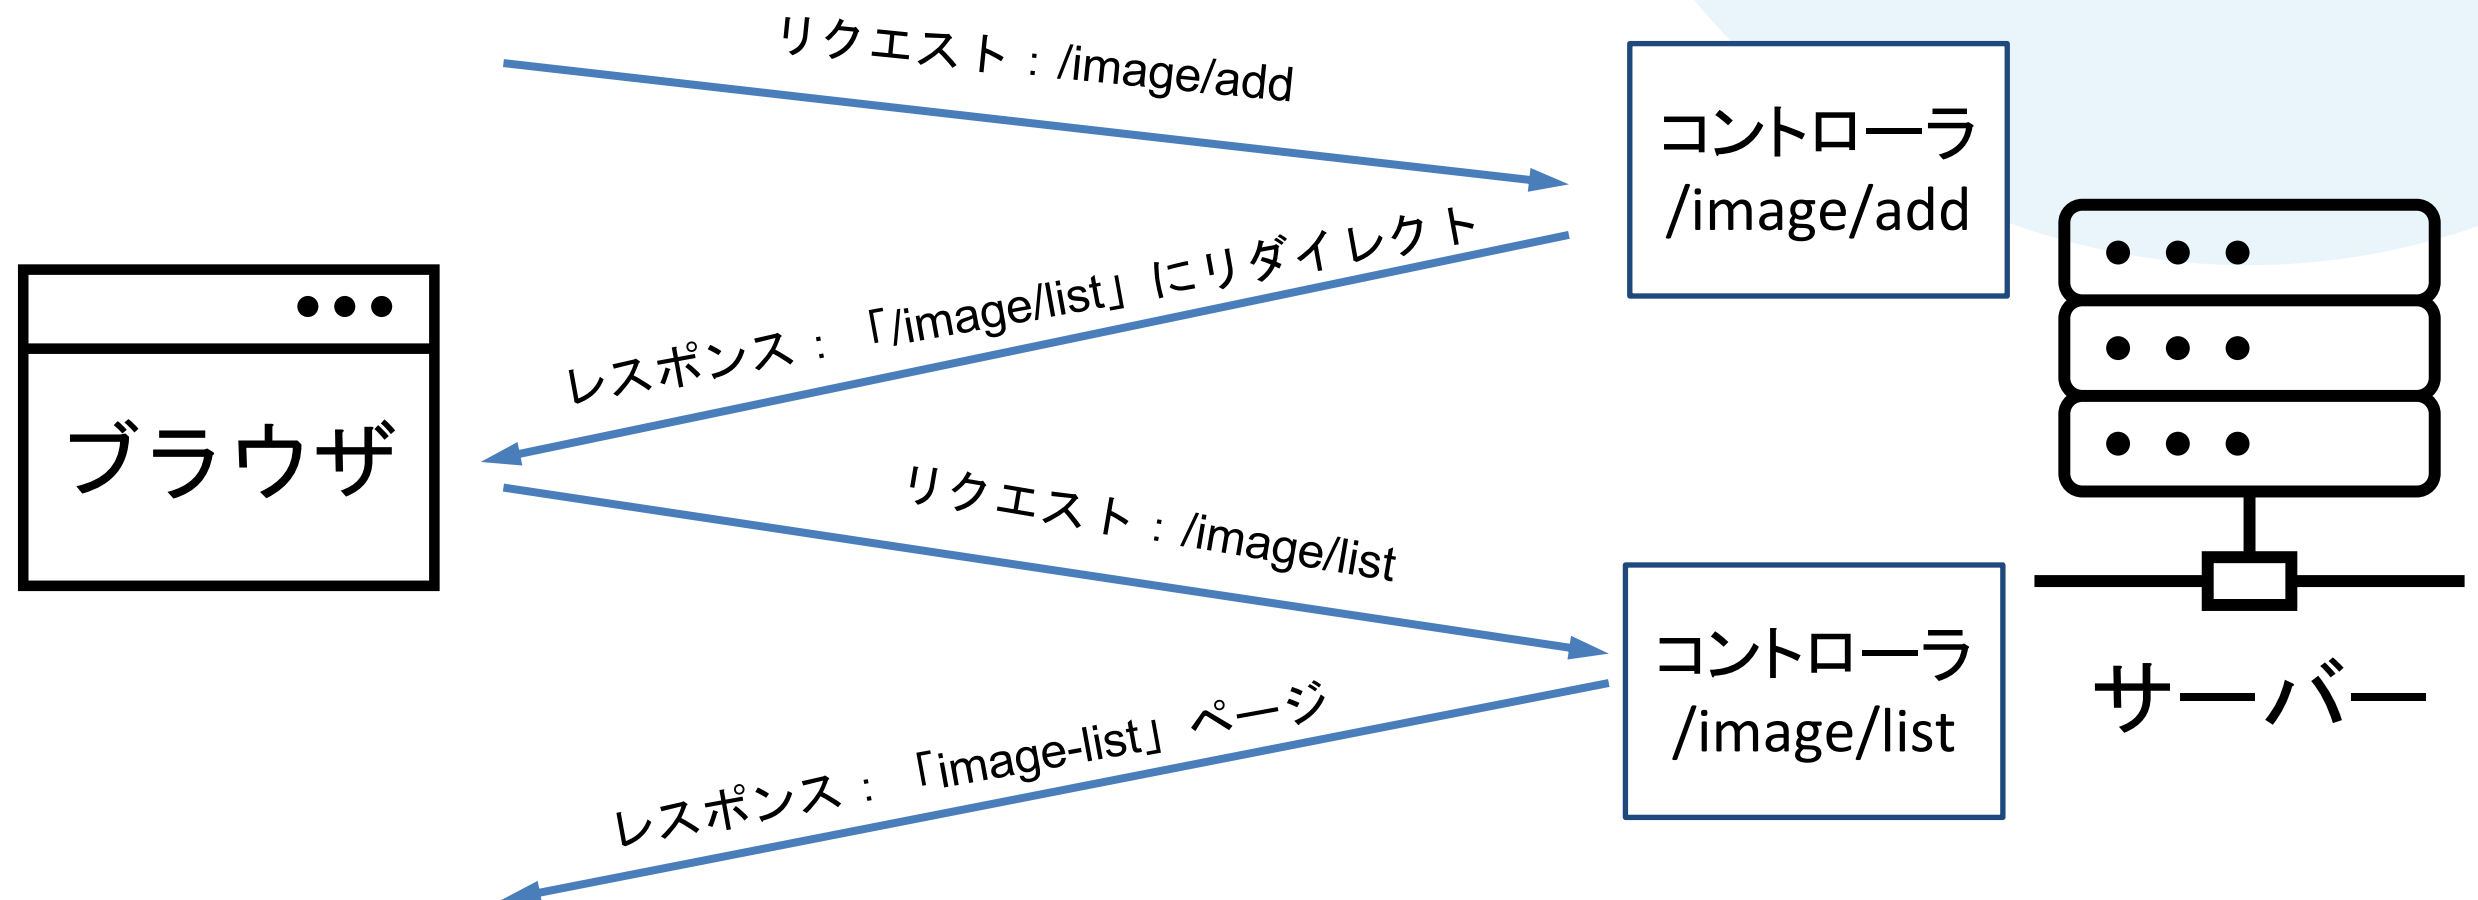 リクエスト：/image/add
コントローラ
/image/add
レスポンス：「/image/list」にリダイレクト
ブラウザ
リクエスト：/image/list
コントローラ
/image/list
サーバー
レスポンス：「image-list」ページ